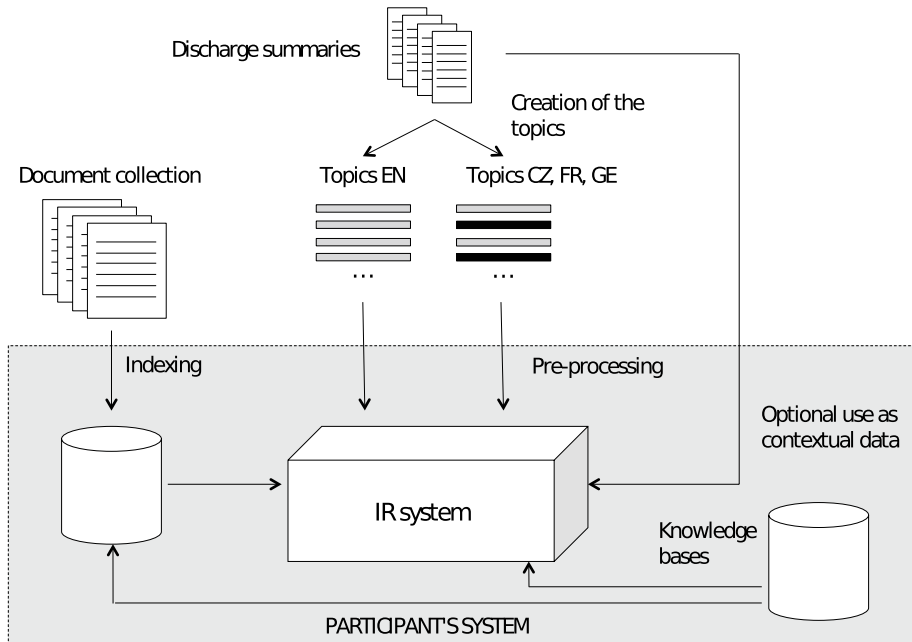 Discharge summaries
Creation of the
topics
Document collection
Topics EN
Topics CZ, FR, GE
...
...
Indexing
Pre-processing
Optional use as
contextual data
IR system
Knowledge
bases
PARTICIPANT'S SYSTEM